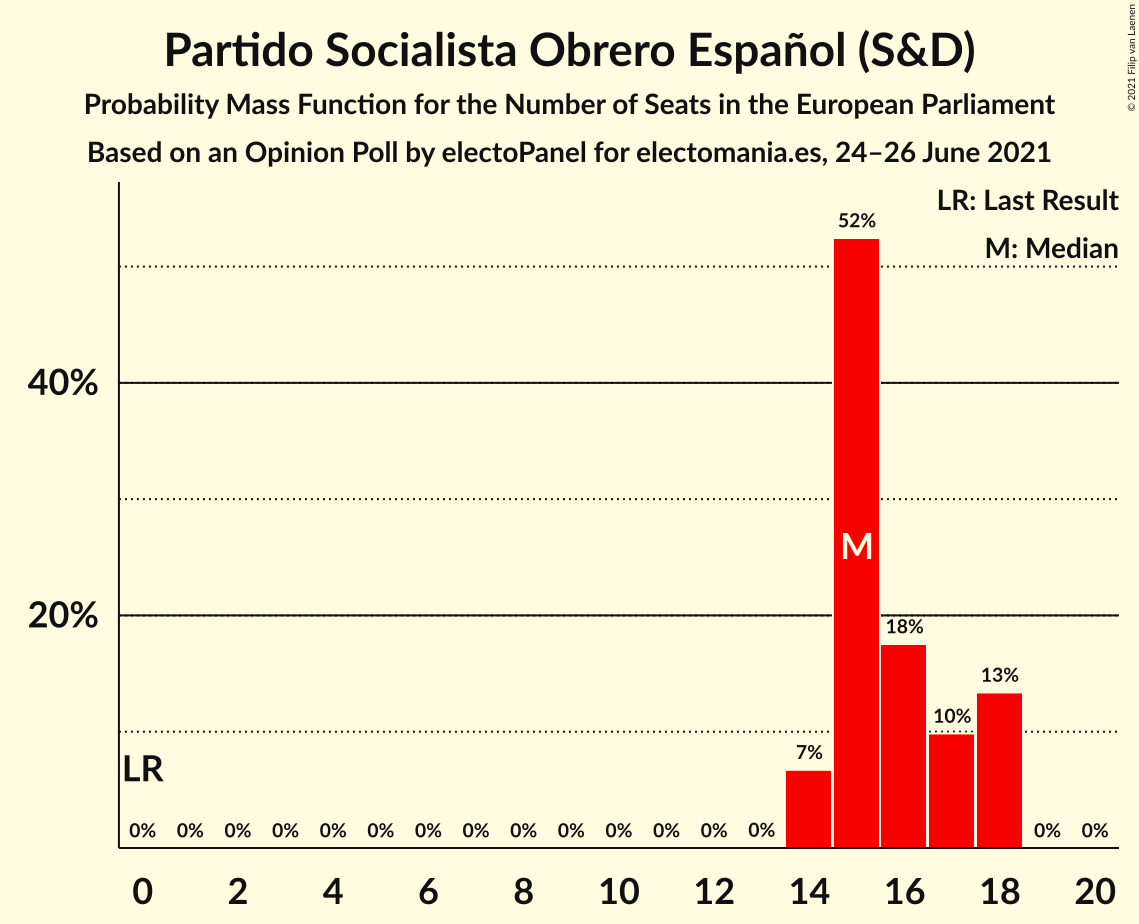 Partido Socialista Obrero Español (S&D)
Probability Mass Function for the Number of Seats in the European Parliament
Based on an Opinion Poll by electoPanel for electomania.es, 24–26 June 2021
© 2021 Filip van Laenen
LR: Last Result
M: Median
52%
40%
M
20%
18%
13%
10%
7%
LR
0% 0% 0% 0% 0% 0% 0% 0% 0% 0% 0% 0% 0% 0% 0% 0%
0 2 4 6 8 10 12 14 16 18 20